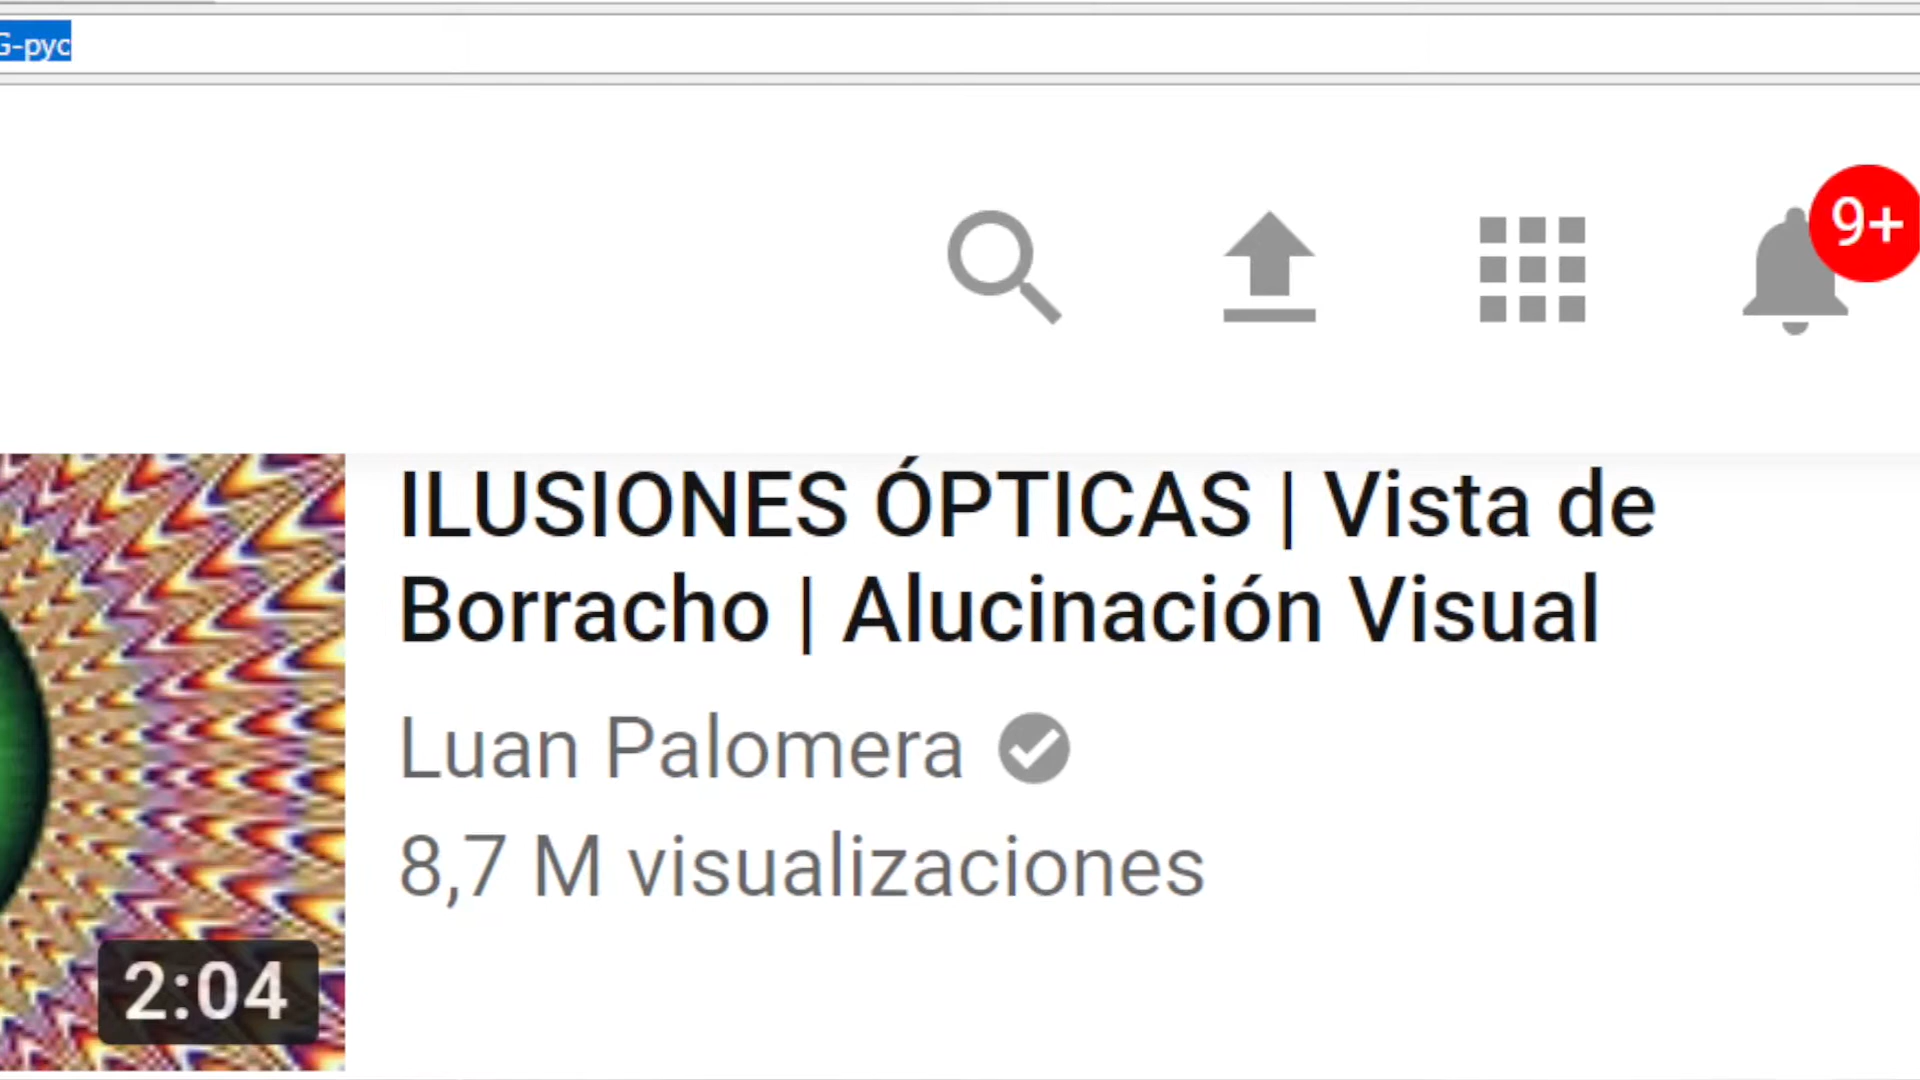 G-pyc
9+
ILUSIONES ÓPTICAS | Vista de
Borracho | Alucinación Visual
Luan Palomera
8,7 M visualizaciones
2:04